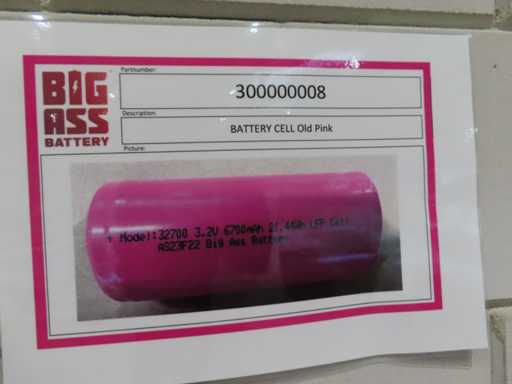 BIG
ASS
BATTERY
Partnumber:
300000008
Description:
BATTERY CELL Old Pink
Picture:
+ Model:32700 3.2V 6700mAh 21.44Wh LFP Cell
AS23F22 Big Ass Battery